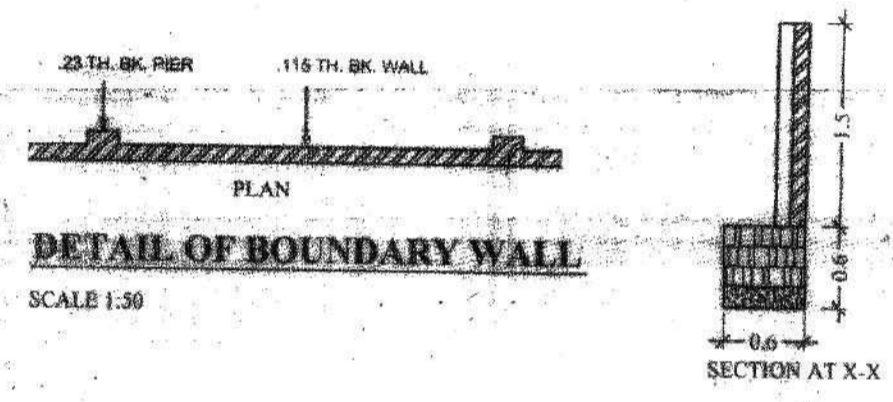 .23 TH. BK. PIER
.115 TH. BK. WALL
PLAN
DETAIL OF BOUNDARY WALL
SCALE 1:50
1.5
0.6
0.6
SECTION AT X-X